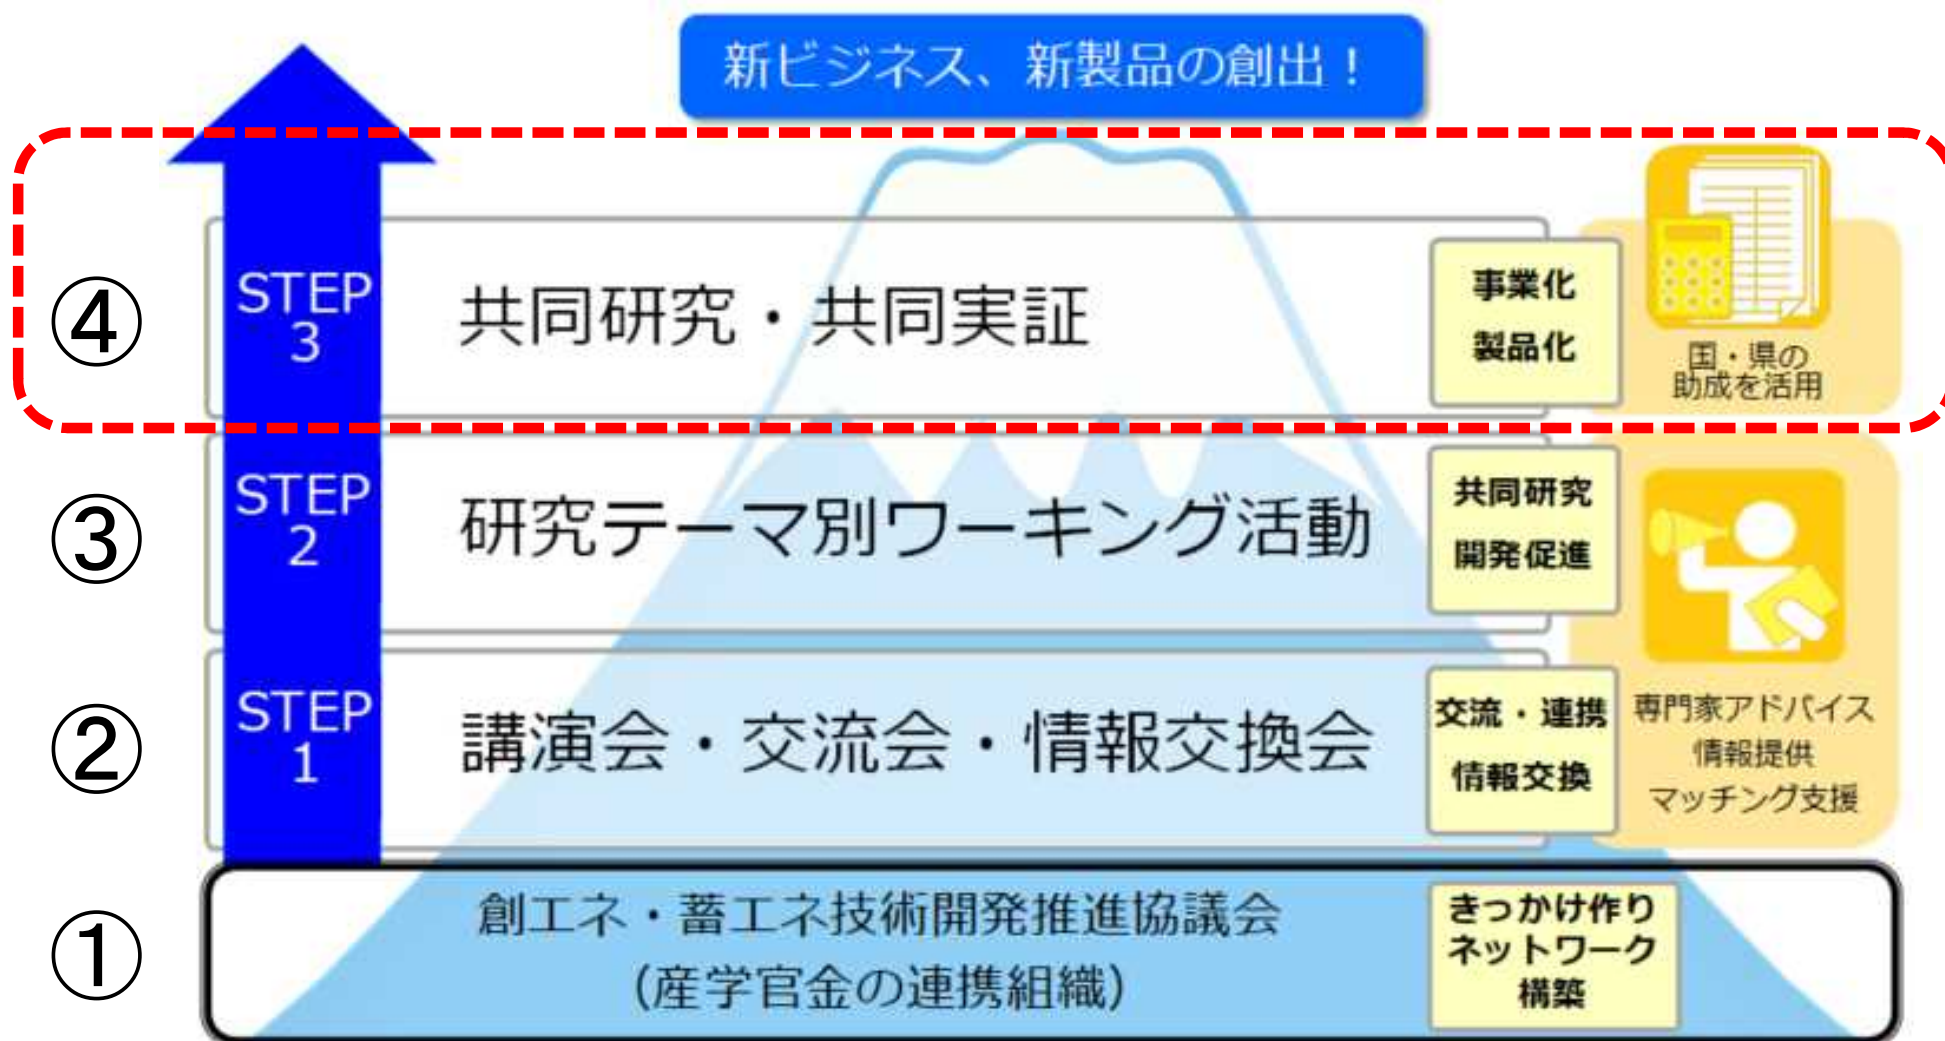 新ビジネス、新製品の創出！
④
STEP
3
共同研究・共同実証
事業化
製品化
国・県の
助成を活用
③
STEP
2
研究テーマ別ワーキング活動
共同研究
開発促進
②
STEP
1
講演会・交流会・情報交換会
交流・連携
情報交換
専門家アドバイス
情報提供
マッチング支援
①
創エネ・蓄エネ技術開発推進協議会
（産学官金の連携組織）
きっかけ作り
ネットワーク
構築